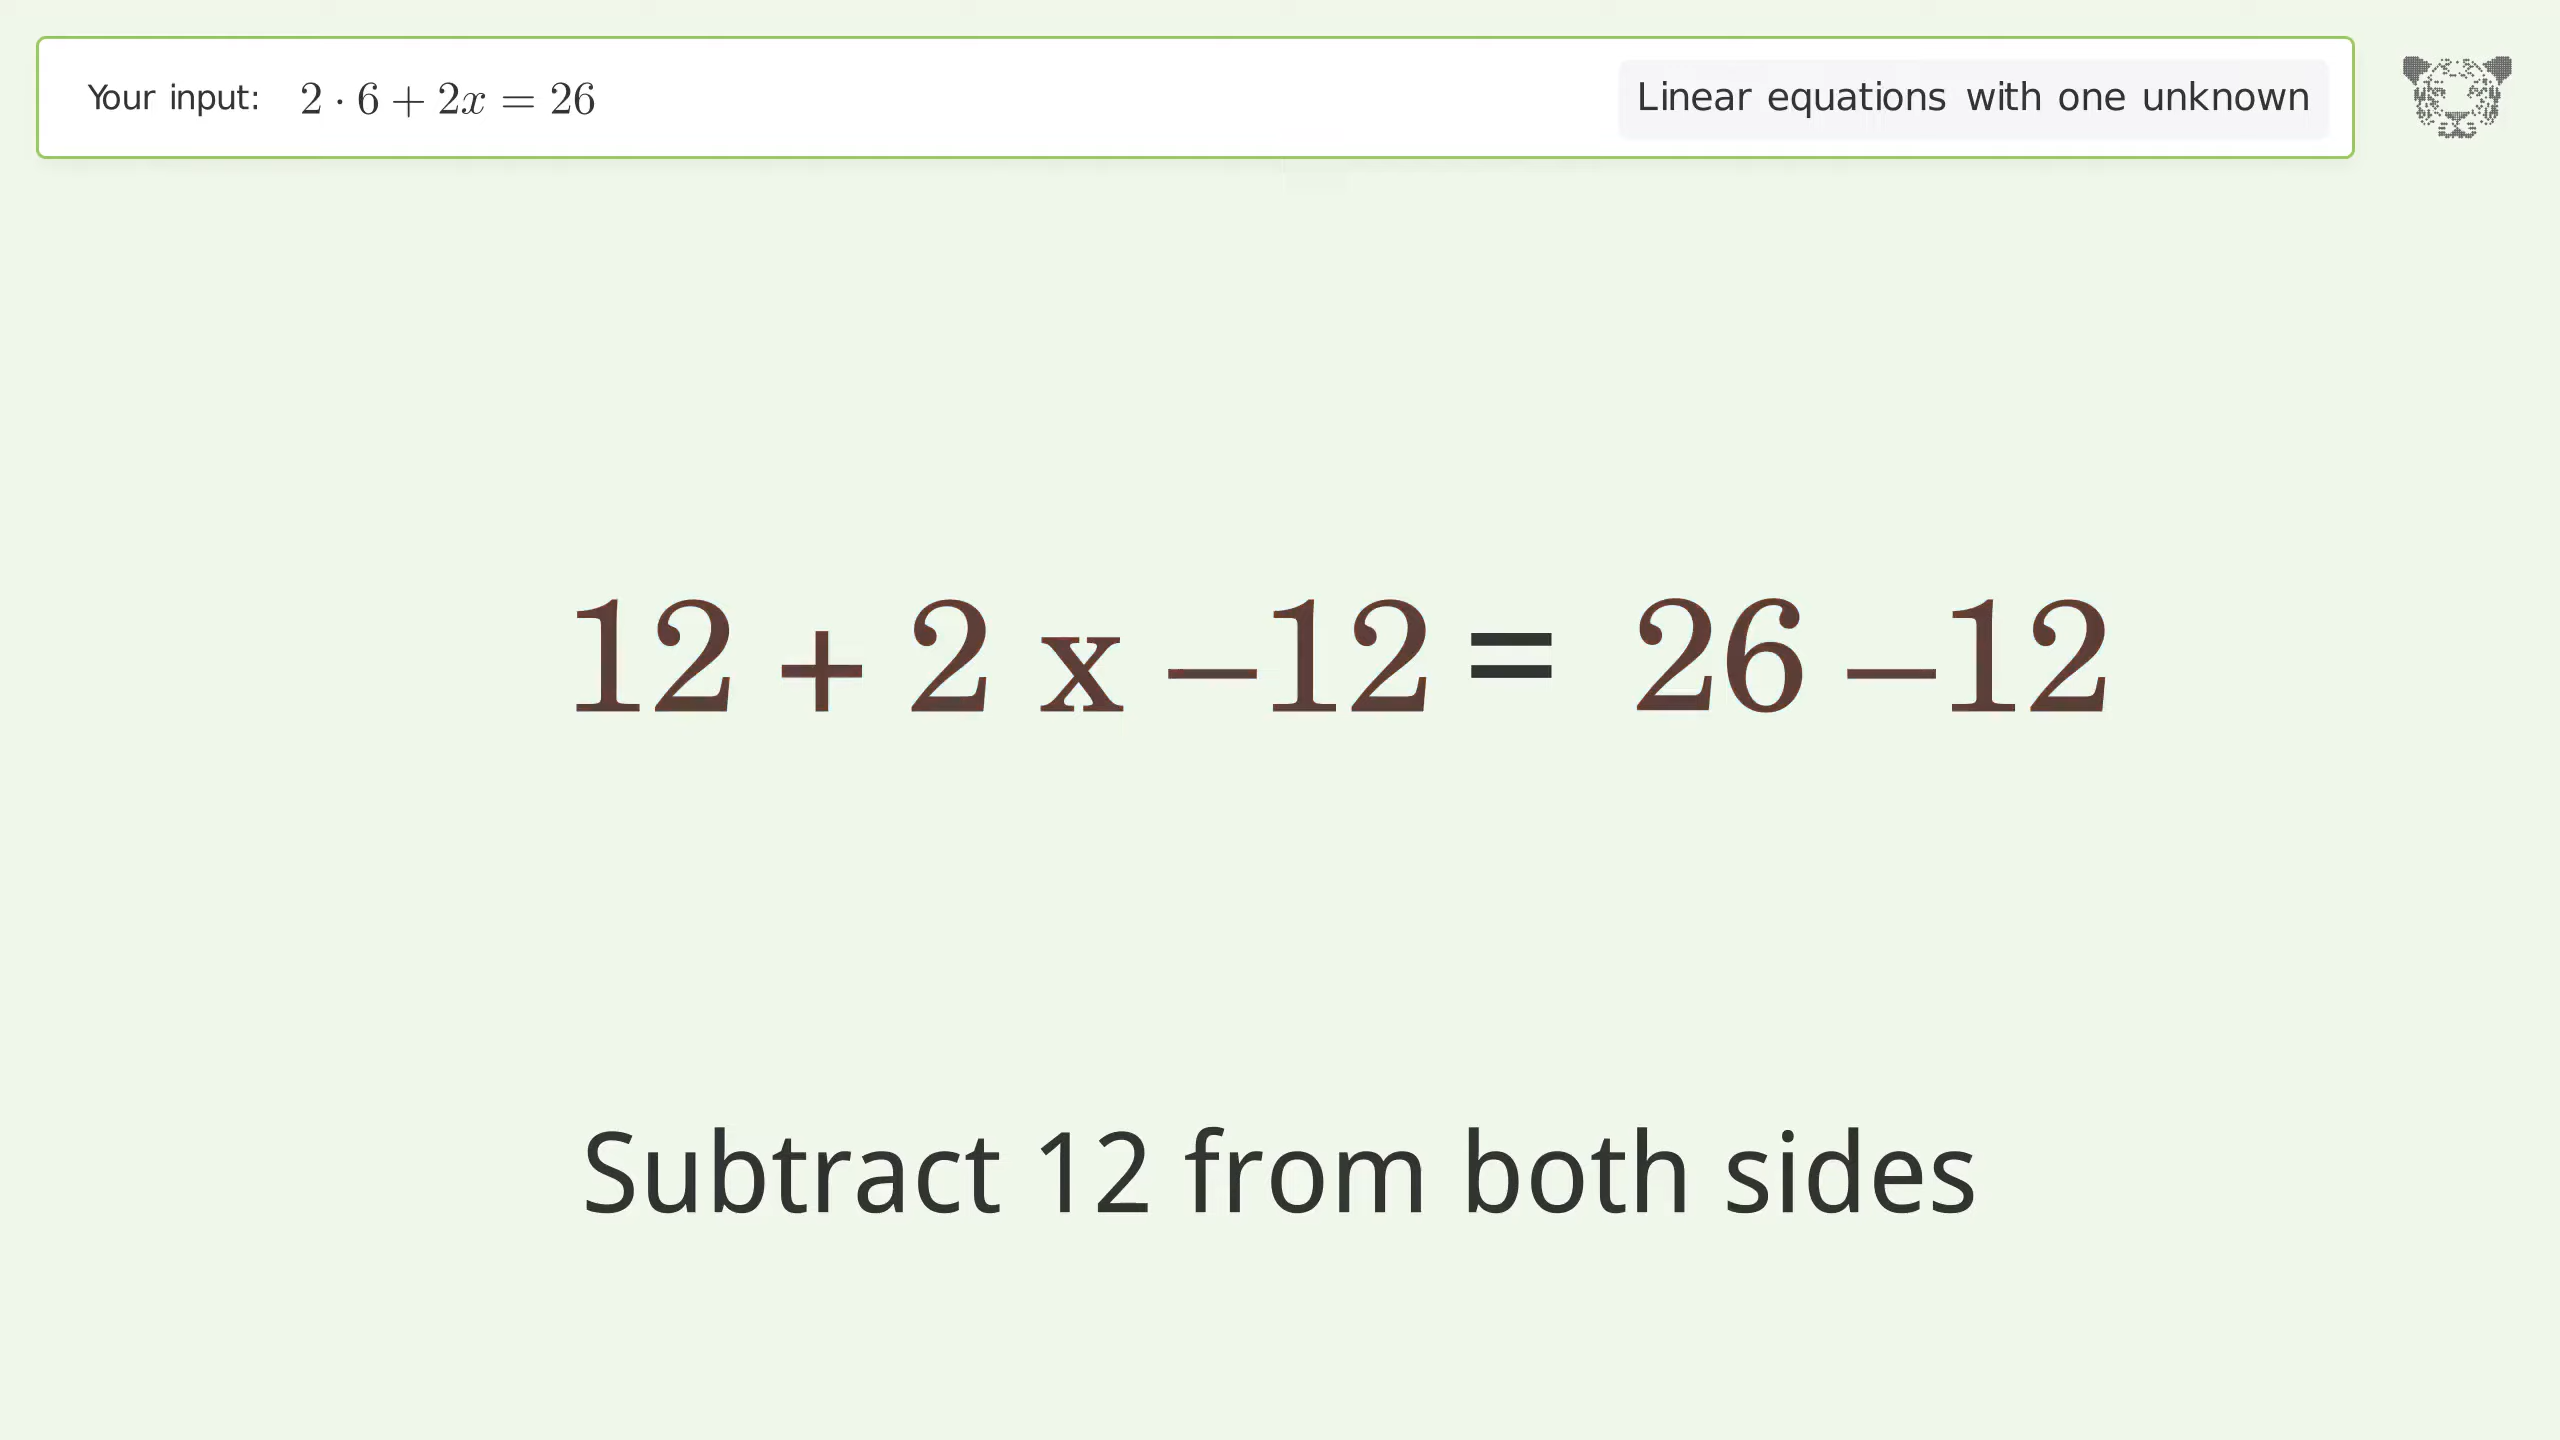 Your input: 2 · 6 + 2x = 26
Linear equations with one unknown
12 + 2 x –12 = 26 –12
Subtract 12 from both sides